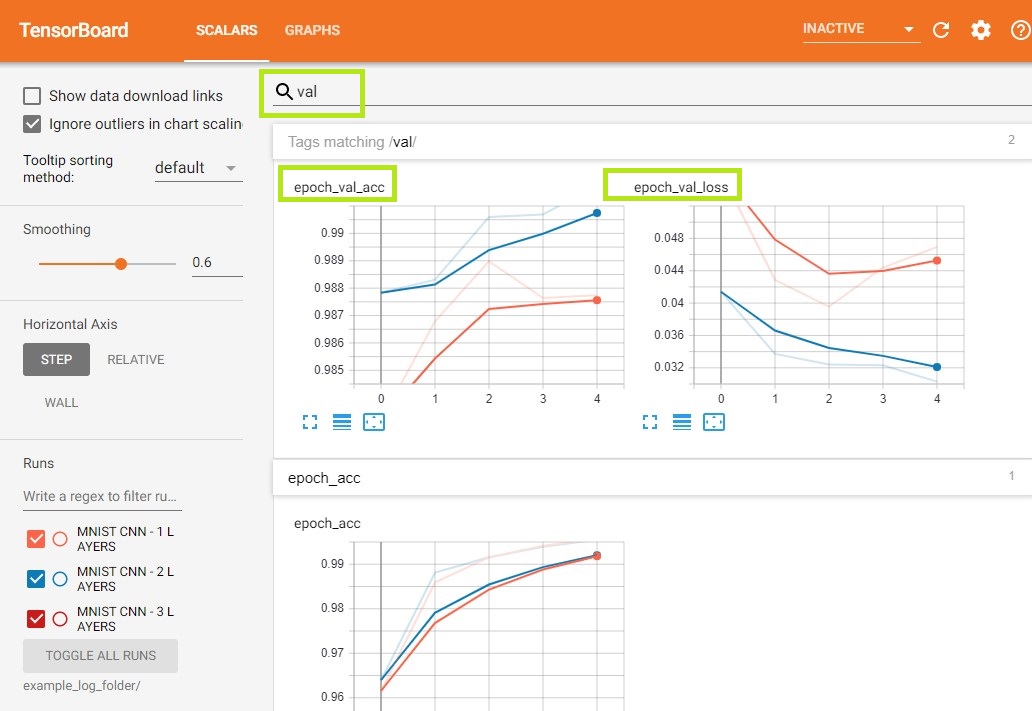 TensorBoard
SCALARS GRAPHS
INACTIVE
Show data download links
Ignore outliers in chart scalin
Tooltip sorting
method:
default
Smoothing
0.6
Horizontal Axis
STEP RELATIVE
WALL
Runs
Write a regex to filter ru...
MNIST CNN - 1 L
AYERS
MNIST CNN - 2 L
AYERS
MNIST CNN - 3 L
AYERS
TOGGLE ALL RUNS
example_log_folder/
val
Tags matching /val/ 2
epoch_val_acc
0.99
0.989
0.988
0.987
0.986
0.985
0 1 2 3 4
epoch_val_loss
0.048
0.044
0.04
0.036
0.032
0 1 2 3 4
epoch_acc 1
epoch_acc
0.99
0.98
0.97
0.96